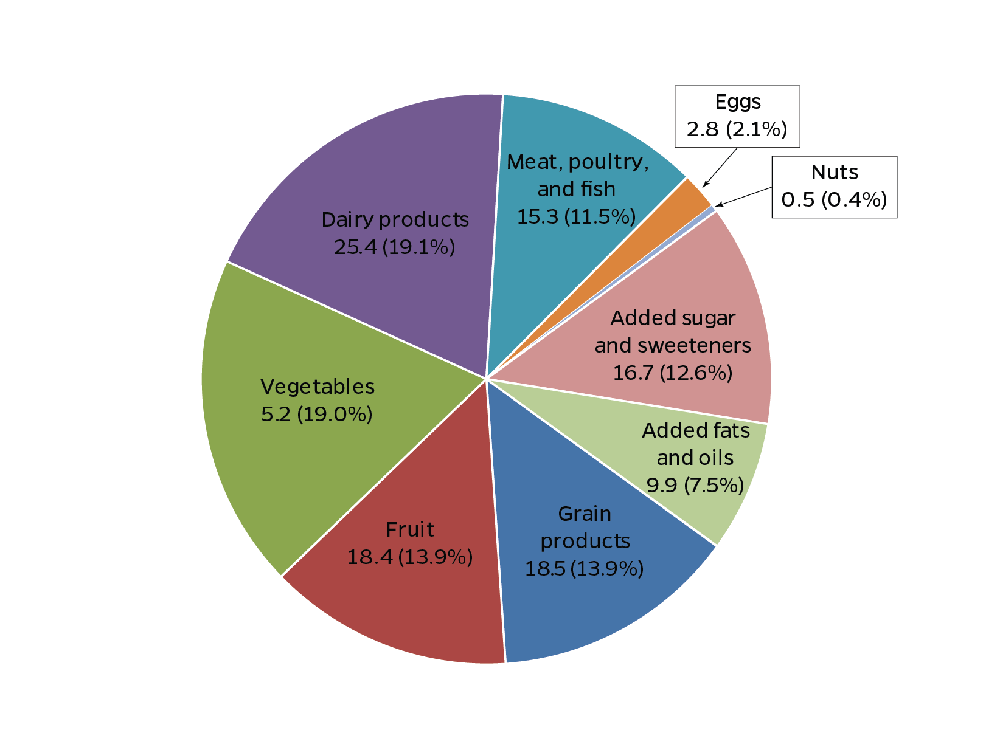 Eggs
2.8 (2.1%)
Nuts
0.5 (0.4%)
Meat, poultry,
and fish
15.3 (11.5%)
Dairy products
25.4 (19.1%)
Added sugar
and sweeteners
16.7 (12.6%)
Vegetables
5.2 (19.0%)
Added fats
and oils
9.9 (7.5%)
Grain
products
18.5 (13.9%)
Fruit
18.4 (13.9%)